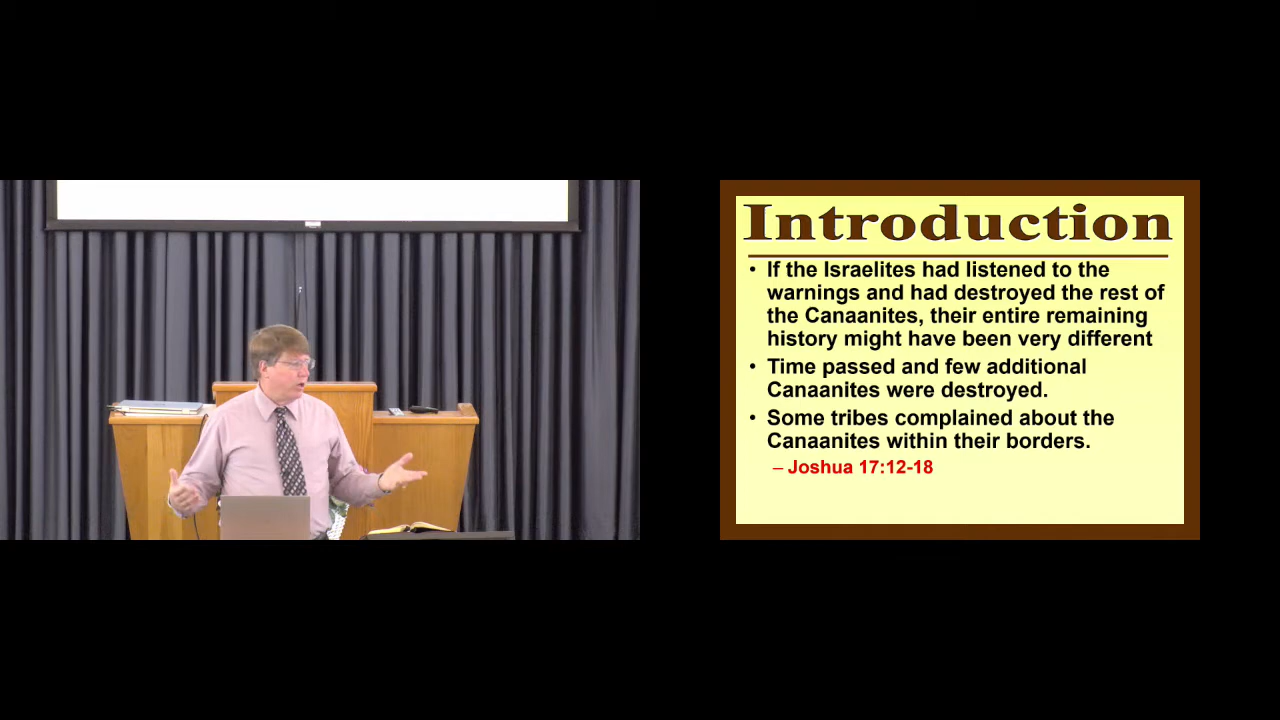 Introduction
• If the Israelites had listened to the
warnings and had destroyed the rest of
the Canaanites, their entire remaining
history might have been very different
• Time passed and few additional
Canaanites were destroyed.
• Some tribes complained about the
Canaanites within their borders.
– Joshua 17:12-18